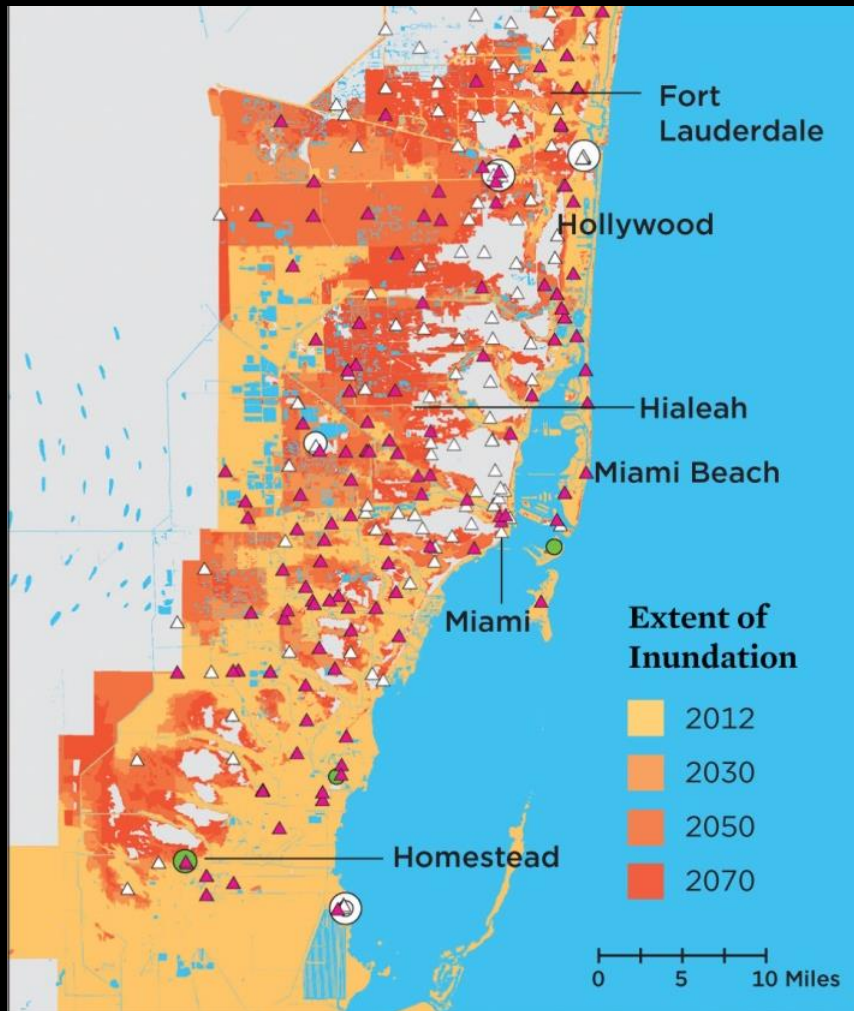 Fort
Lauderdale
Hollywood
Hialeah
Miami Beach
Miami
Extent of
Inundation
2012
2030
2050
2070
Homestead
0 5 10 Miles